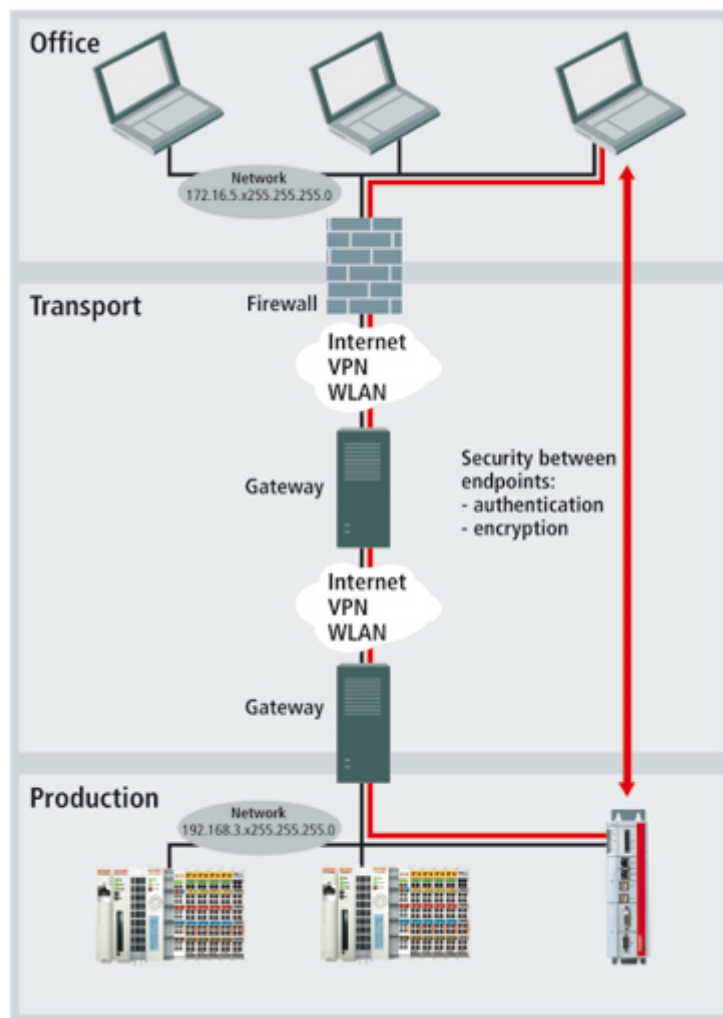 Office
Network
172.16.5.x255.255.255.0
Transport
Firewall
Internet
VPN
WLAN
Gateway
Security between
endpoints:
- authentication
- encryption
Internet
VPN
WLAN
Gateway
Production
Network
192.168.3.x255.255.255.0